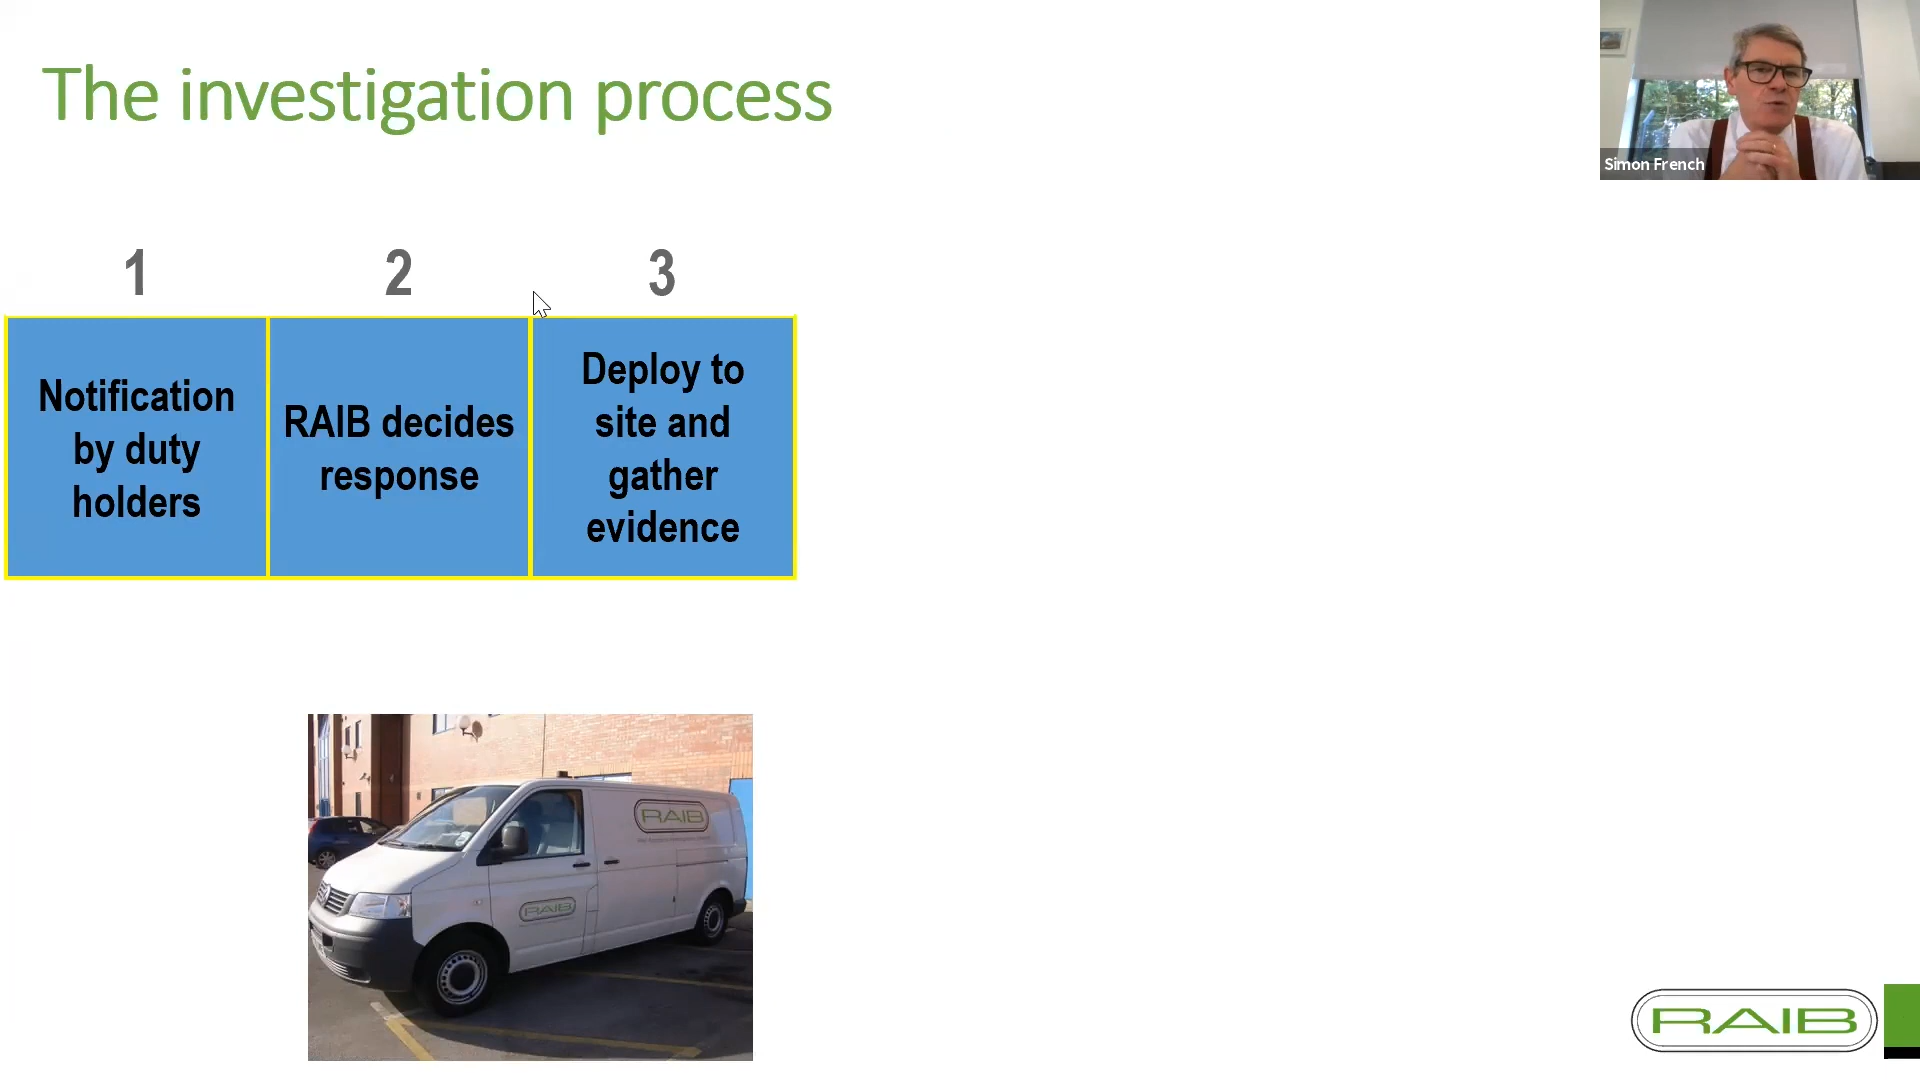 The investigation process
Simon French
1
2
3
Notification
by duty
holders
RAIB decides
response
Deploy to
site and
gather
evidence
RAIB
RAIB
RAIB